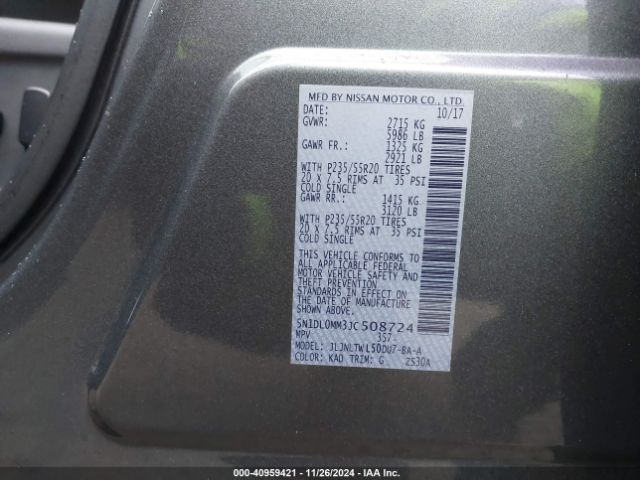 MFD BY NISSAN MOTOR CO., LTD.
DATE: 10/17
GVWR: 2715 KG
5986 LB
GAWR FR.: 1325 KG
2921 LB
WITH P235/55R20 TIRES
20 X 7.5 RIMS AT 35 PSI
COLD SINGLE
GAWR RR.: 1415 KG
3120 LB
WITH P235/55R20 TIRES
20 X 7.5 RIMS AT 35 PSI
COLD SINGLE
THIS VEHICLE CONFORMS TO
ALL APPLICABLE FEDERAL
MOTOR VEHICLE SAFETY AND
THEFT PREVENTION
STANDARDS IN EFFECT ON
THE DATE OF MANUFACTURE
SHOWN ABOVE.
5N1DL0MM3JC508724
MPV 357
MODEL: JLJNLTWL50DU7-BA-A
COLOR: KAD TRIM: G ZS30A
000-40959421 - 11/26/2024 - IAA Inc.